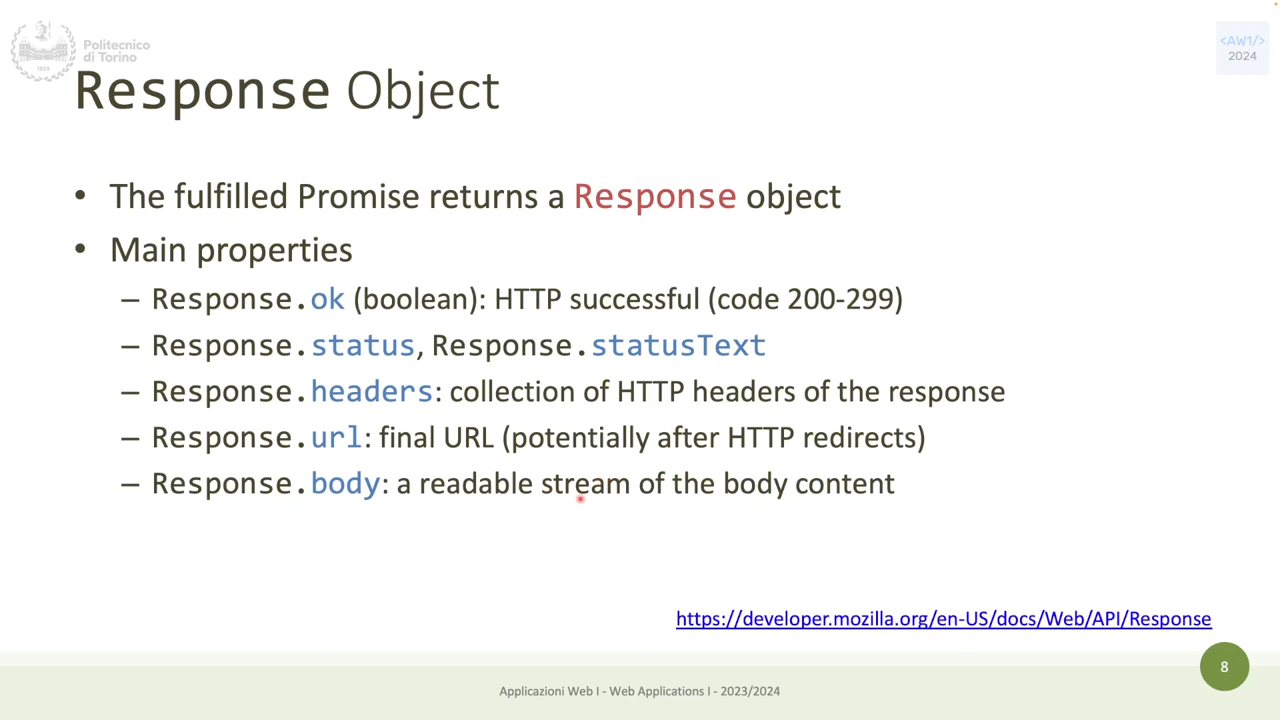 Politecnico
di Torino
1859
<AW1/>
2024
Response Object
• The fulfilled Promise returns a Response object
• Main properties
– Response.ok (boolean): HTTP successful (code 200-299)
– Response.status, Response.statusText
– Response.headers: collection of HTTP headers of the response
– Response.url: final URL (potentially after HTTP redirects)
– Response.body: a readable stream of the body content
https://developer.mozilla.org/en-US/docs/Web/API/Response
8
Applicazioni Web I - Web Applications I - 2023/2024